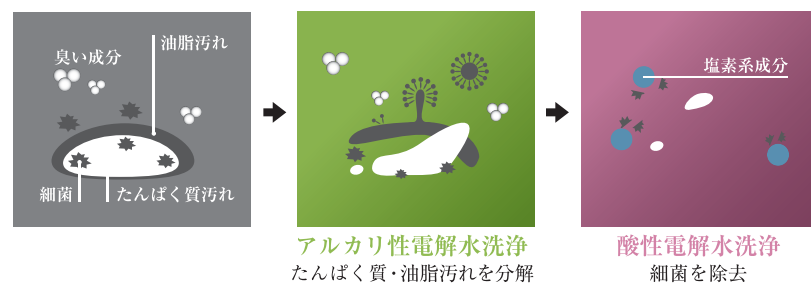 油脂汚れ
臭い成分
細菌
たんぱく質汚れ
アルカリ性電解水洗浄
たんぱく質・油脂汚れを分解
塩素系成分
酸性電解水洗浄
細菌を除去